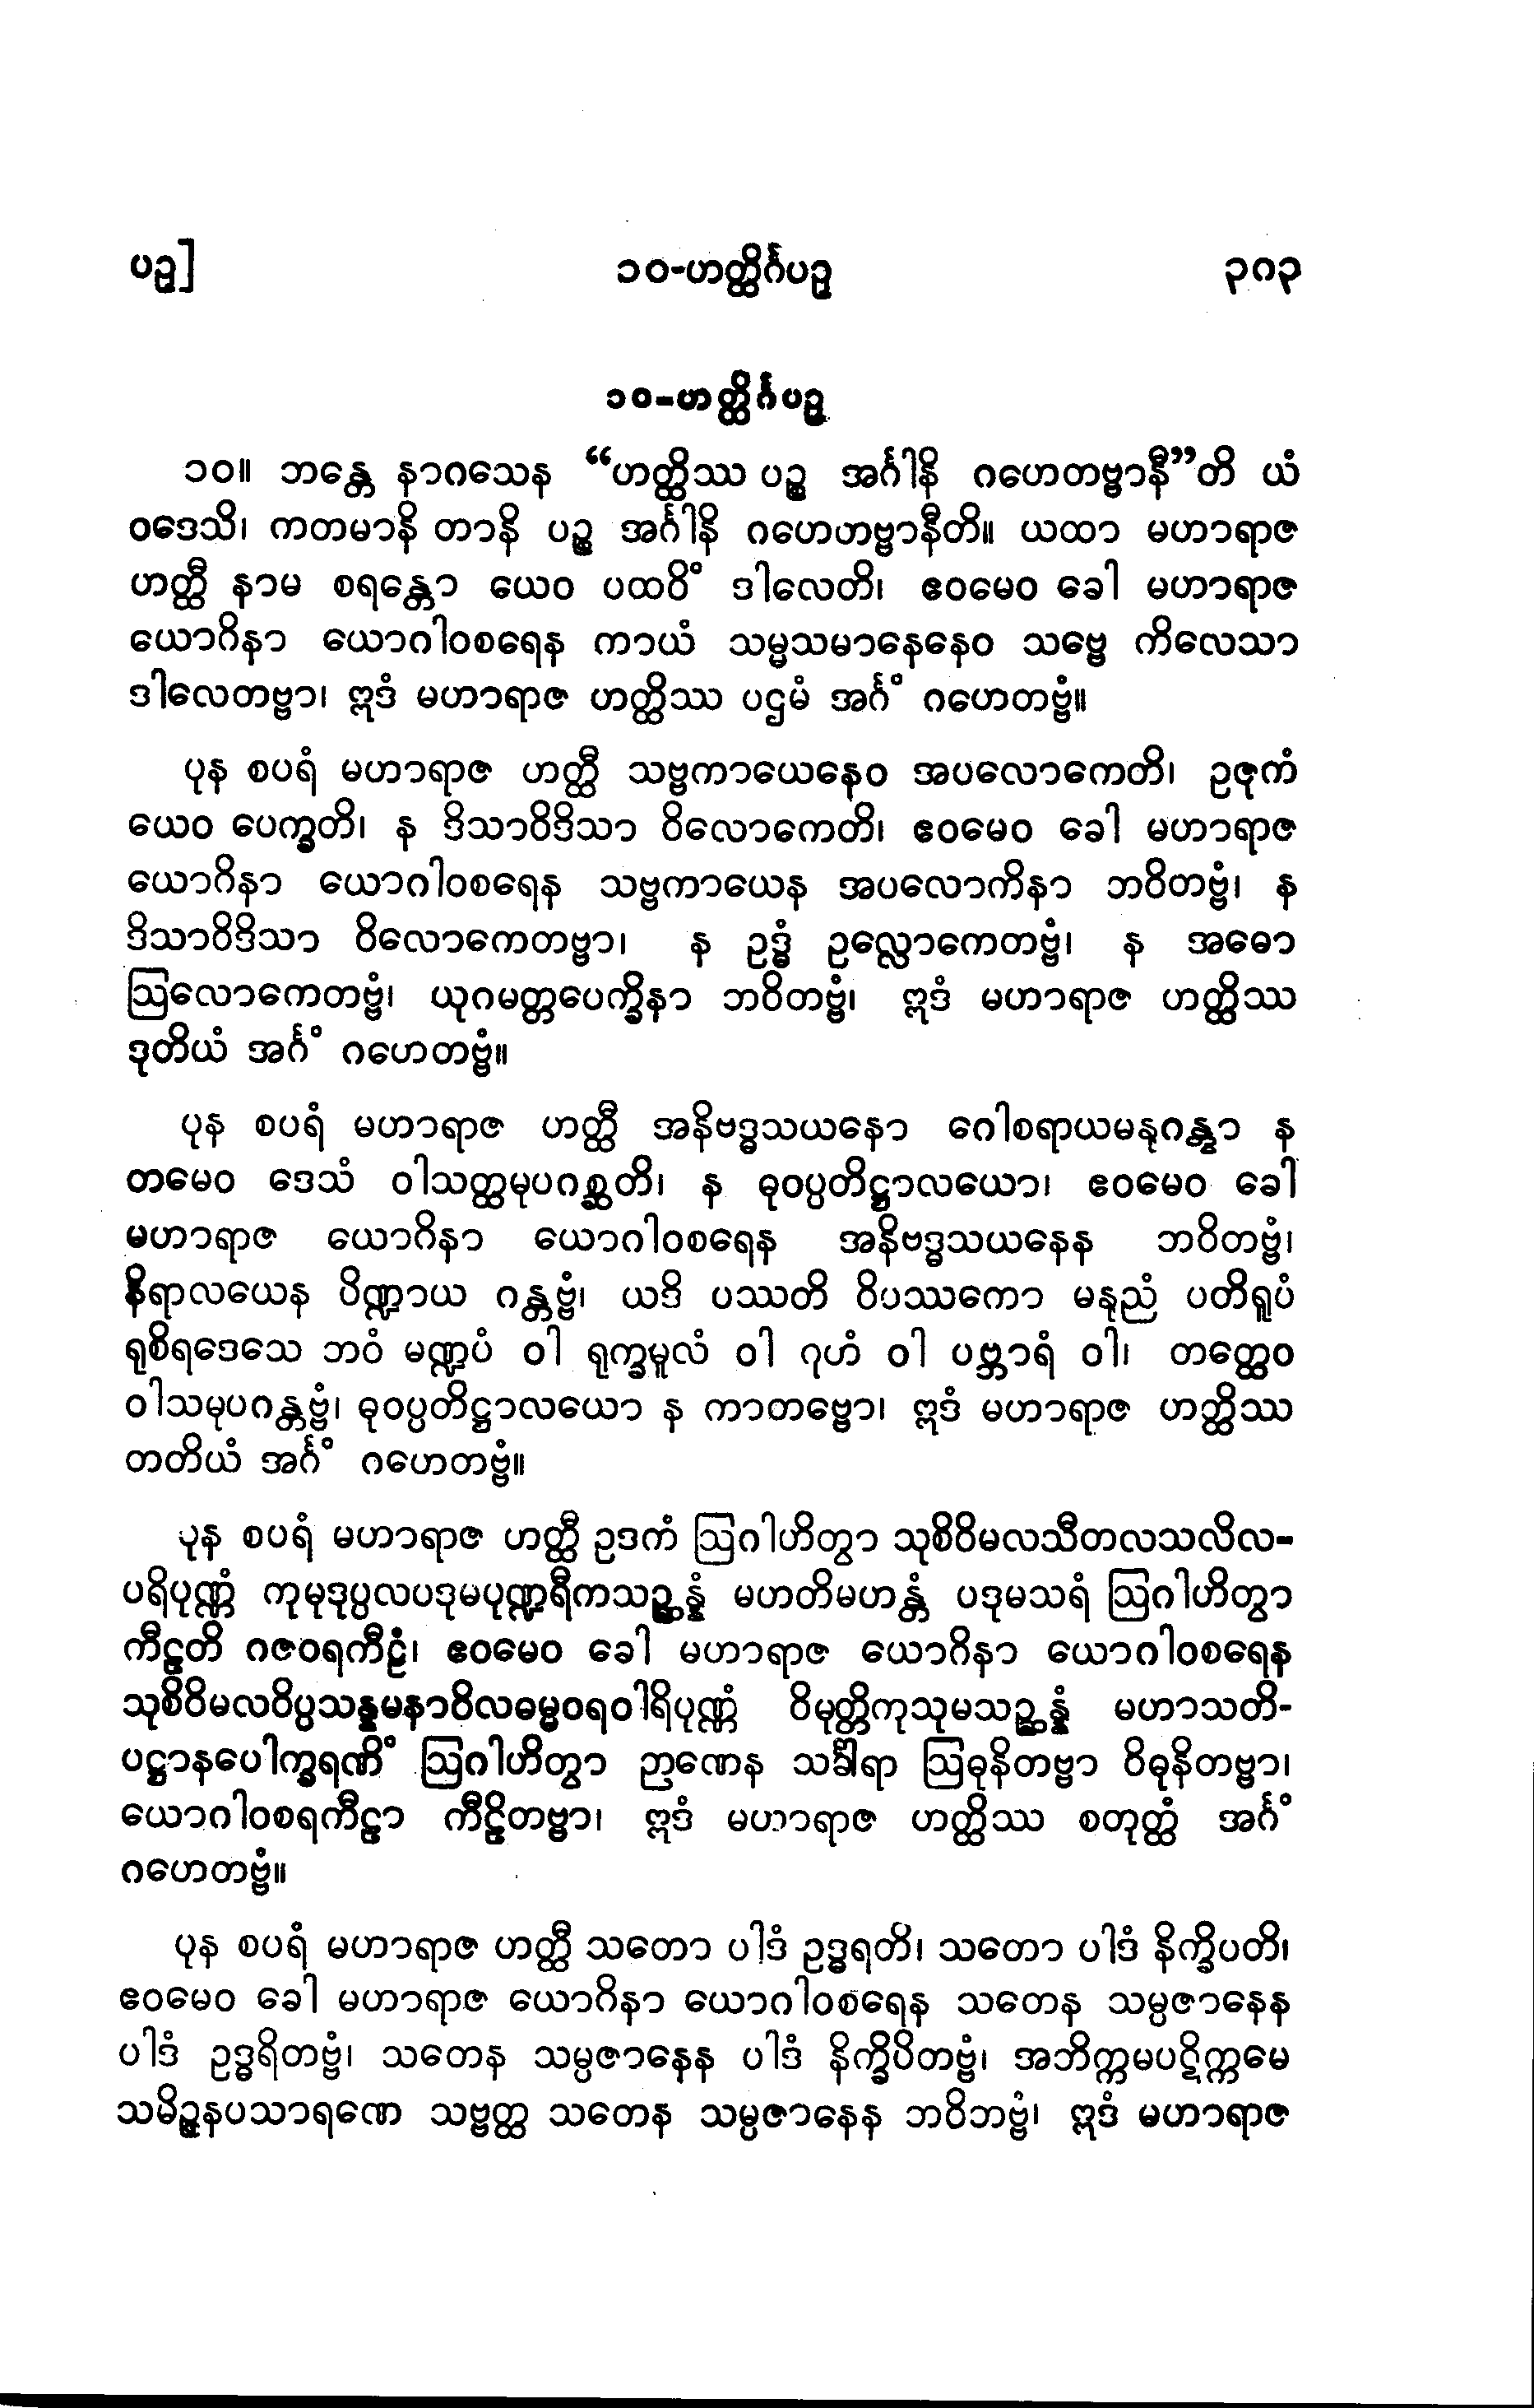 ပဥှ]
၁၀-ဟတ္ထိင်္ဂပဥှ
၃၈၃
၁၀-ဟတ္ထိင်္ဂပဥှ
၁၀။ ဘန္တေ နာဂသေန “ဟတ္ထိဿ ပဉ္စ အင်္ဂါနိ ဂဟေတဗ္ဗာနီ”တိ ယံ
ဝဒေသိ၊ ကတမာနိ တာနိ ပဉ္စ အင်္ဂါနိ ဂဟေဟဗ္ဗာနီတိ။ ယထာ မဟာရာဇ
ဟတ္ထီ နာမ စရန္တော ယေဝ ပထဝိံ ဒါလေတိ၊ ဧဝမေဝ ခေါ မဟာရာဇ
ယောဂိနာ ယောဂါဝစရေန ကာယံ သမ္မသမာနေနေဝ သဗ္ဗေ ကိလေသာ
ဒါလေတဗ္ဗာ၊ ဣဒံ မဟာရာဇ ဟတ္ထိဿ ပဌမံ အင်္ဂံ ဂဟေတဗ္ဗံ။
ပုန စပရံ မဟာရာဇ ဟတ္ထီ သဗ္ဗကာယေနေဝ အပလောကေတိ၊ ဥဇုကံ
ယေဝ ပေက္ခတိ၊ န ဒိသာဝိဒိသာ ဝိလောကေတိ၊ ဧဝမေဝ ခေါ မဟာရာဇ
ယောဂိနာ ယောဂါဝစရေန သဗ္ဗကာယေန အပလောကိနာ ဘဝိတဗ္ဗံ၊ န
ဒိသာဝိဒိသာ ဝိလောကေတဗ္ဗာ၊ န ဥဒ္ဓံ ဥလ္လောကေတဗ္ဗံ၊ န အဓော
ဩလောကေတဗ္ဗံ၊ ယုဂမတ္တပေက္ခိနာ ဘဝိတဗ္ဗံ၊ ဣဒံ မဟာရာဇ ဟတ္ထိဿ
ဒုတိယံ အင်္ဂံ ဂဟေတဗ္ဗံ။
ပုန စပရံ မဟာရာဇ ဟတ္ထီ အနိဗဒ္ဓသယနော ဂေါစရာယမနုဂန္တွာ န
တမေဝ ဒေသံ ဝါသတ္ထမုပဂစ္ဆတိ၊ န ဓုဝပ္ပတိဋ္ဌာလယော၊ ဧဝမေဝ ခေါ
မဟာရာဇ ယောဂိနာ ယောဂါဝစရေန အနိဗဒ္ဓသယနေန ဘဝိတဗ္ဗံ၊
နိရာလယေန ပိဏ္ဍာယ ဂန္တဗ္ဗံ၊ ယဒိ ပဿတိ ဝိပဿကော မနုညံ ပတိရူပံ
ရုစိရဒေသေ ဘဝံ မဏ္ဍပံ ဝါ ရုက္ခမူလံ ဝါ ဂုဟံ ဝါ ပဗ္ဘာရံ ဝါ၊ တတ္ထေဝ
ဝါသမုပဂန္တဗ္ဗံ၊ ဓုဝပ္ပတိဋ္ဌာလယော န ကာတဗ္ဗော၊ ဣဒံ မဟာရာဇ ဟတ္ထိဿ
တတိယံ အင်္ဂံ ဂဟေတဗ္ဗံ။
ပုန စပရံ မဟာရာဇ ဟတ္ထီ ဥဒကံ ဩဂါဟိတွာ သုစိဝိမလသီတလသလိလ-
ပရိပုဏ္ဏံ ကုမုဒုပ္ပလပဒုမပုဏ္ဍရီကသဉ္ဆန္နံ မဟတိမဟန္တံ ပဒုမသရံ ဩဂါဟိတွာ
ကီဠတိ ဂဇဝရကီဠံ၊ ဧဝမေဝ ခေါ မဟာရာဇ ယောဂိနာ ယောဂါဝစရေန
သုစိဝိမလဝိပ္ပသန္နမနာဝိလဓမ္မဝရဝါရိပုဏ္ဏံ ဝိမုတ္တိကုသုမသဉ္ဆန္နံ မဟာသတိ-
ပဋ္ဌာနပေါက္ခရဏိံ ဩဂါဟိတွာ ဉာဏေန သင်္ခါရာ ဩဓုနိတဗ္ဗာ ဝိဓုနိတဗ္ဗာ၊
ယောဂါဝစရကီဠာ ကီဠိတဗ္ဗာ၊ ဣဒံ မဟာရာဇ ဟတ္ထိဿ စတုတ္ထံ အင်္ဂံ
ဂဟေတဗ္ဗံ။
ပုန စပရံ မဟာရာဇ ဟတ္ထီ သတော ပါဒံ ဥဒ္ဓရတိ၊ သတော ပါဒံ နိက္ခိပတိ၊
ဧဝမေဝ ခေါ မဟာရာဇ ယောဂိနာ ယောဂါဝစရေန သတေန သမ္ပဇာနေန
ပါဒံ ဥဒ္ဓရိတဗ္ဗံ၊ သတေန သမ္ပဇာနေန ပါဒံ နိက္ခိပိတဗ္ဗံ၊ အဘိက္ကမပဋိက္ကမေ
သမိဉ္ဇနပသာရဏေ သဗ္ဗတ္ထ သတေန သမ္ပဇာနေန ဘဝိဘဗ္ဗံ၊ ဣဒံ မဟာရာဇ